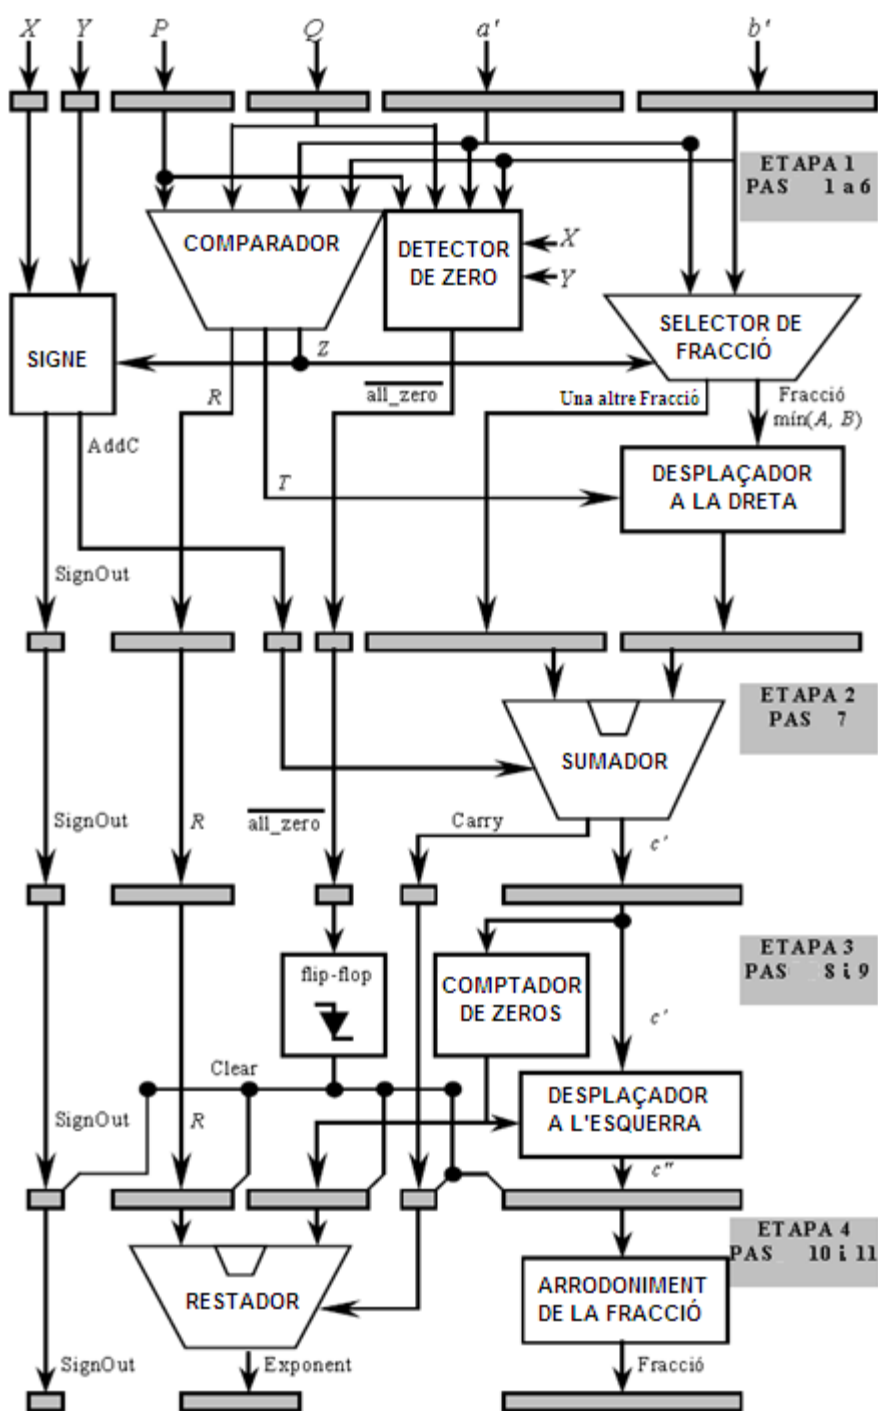 X Y P Q a' b'
ETAPA 1
PAS 1 a 6
COMPARADOR
DETECTOR
DE ZERO
X
Y
SELECTOR DE
FRACCIÓ
SIGNE
Z
R
all_zero
Una altre Fracció
Fracció
mín(A, B)
AddC
T
DESPLAÇADOR
A LA DRETA
SignOut
ETAPA 2
PAS 7
SUMADOR
SignOut
R
all_zero
Carry
c'
ETAPA 3
PAS 8 i 9
flip-flop
COMPTADOR
DE ZEROS
c'
Clear
DESPLAÇADOR
A L'ESQUERRA
SignOut
R
c"
ETAPA 4
PAS 10 i 11
RESTADOR
ARRODONIMENT
DE LA FRACCIÓ
SignOut
Exponent
Fracció